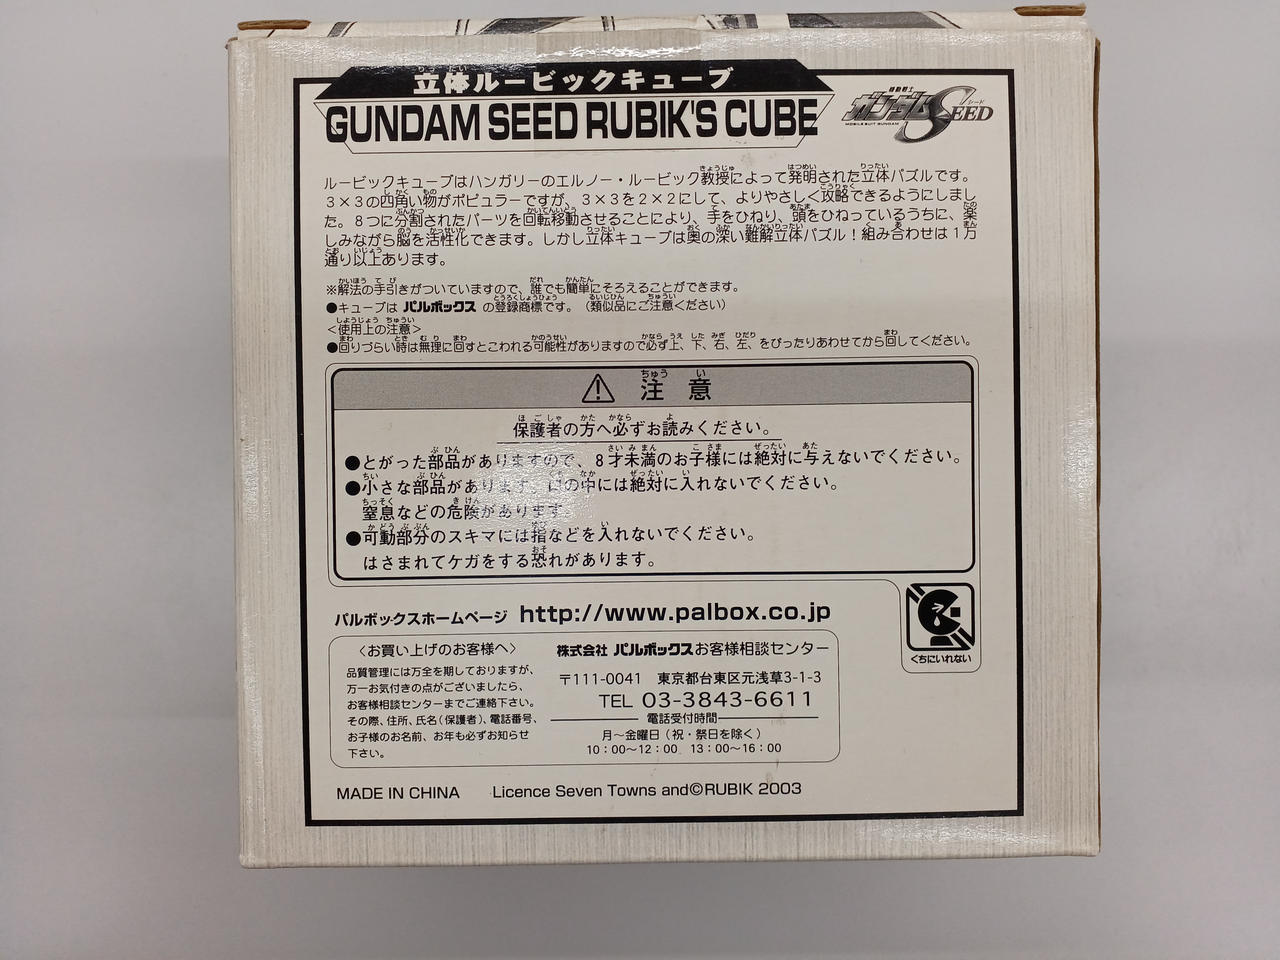 立体ルービックキューブ
GUNDAM SEED RUBIK'S CUBE
機動戦士
ガンダムSEED
MOBILE SUIT GUNDAM
ルービックキューブはハンガリーのエルノー・ルービック教授によって発明された立体パズルです。
3×3の四角い物がポピュラーですが、3×3を2×2にして、よりやさしく攻略できるようにしまし
た。8つに分割されたパーツを回転移動させることにより、手をひねり、頭をひねっているうちに、楽
しみながら脳を活性化できます。しかし立体キューブは奥の深い難解立体パズル！組み合わせは1万
通り以上あります。
※解法の手引きがついていますので、誰でも簡単にそろえることができます。
●キューブは パルボックス の登録商標です。（類似品にご注意ください）
＜使用上の注意＞
●回りづらい時は無理に回すとこわれる可能性がありますので必ず上、下、右、左、をぴったりあわせてから回してください。
⚠ 注意
保護者の方へ必ずお読みください。
●とがった部品がありますので、8才未満のお子様には絶対に与えないでください。
●小さな部品があります、口の中には絶対に入れないでください。
窒息などの危険があります。
●可動部分のスキマには指などを入れないでください。
はさまれてケガをする恐れがあります。
くちにいれない
パルボックスホームページ http://www.palbox.co.jp
〈お買い上げのお客様へ〉
品質管理には万全を期しておりますが、
万一お気付きの点がございましたら、
お客様相談センターまでご連絡下さい。
その際、住所、氏名（保護者）、電話番号、
お子様のお名前、お年も必ずお知らせ
下さい。
株式会社 パルボックスお客様相談センター
〒111-0041 東京都台東区元浅草3-1-3
TEL 03-3843-6611
電話受付時間
月～金曜日（祝・祭日を除く）
10：00～12：00 13：00～16：00
MADE IN CHINA Licence Seven Towns and©RUBIK 2003